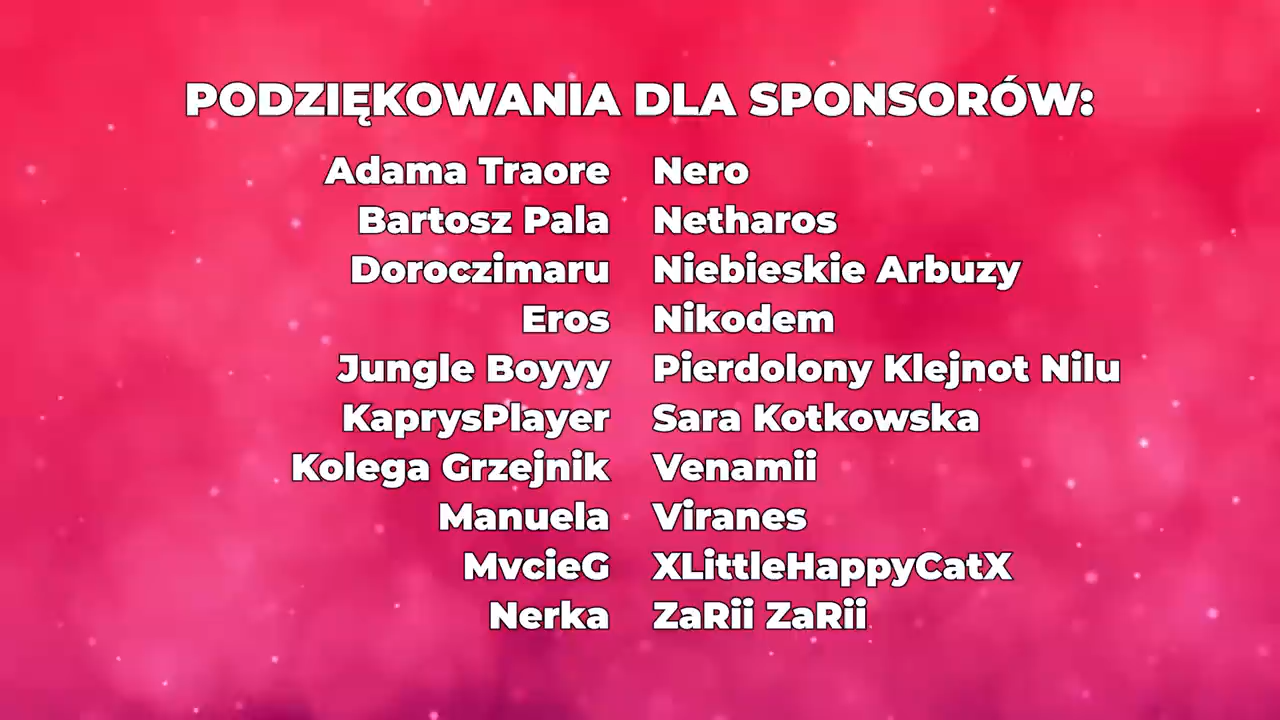 PODZIĘKOWANIA DLA SPONSORÓW:
Adama Traore
Bartosz Pala
Doroczimaru
Eros
Jungle Boyyy
KaprysPlayer
Kolega Grzejnik
Manuela
MvcieG
Nerka
Nero
Netharos
Niebieskie Arbuzy
Nikodem
Pierdolony Klejnot Nilu
Sara Kotkowska
Venamii
Viranes
XLittleHappyCatX
ZaRii ZaRii